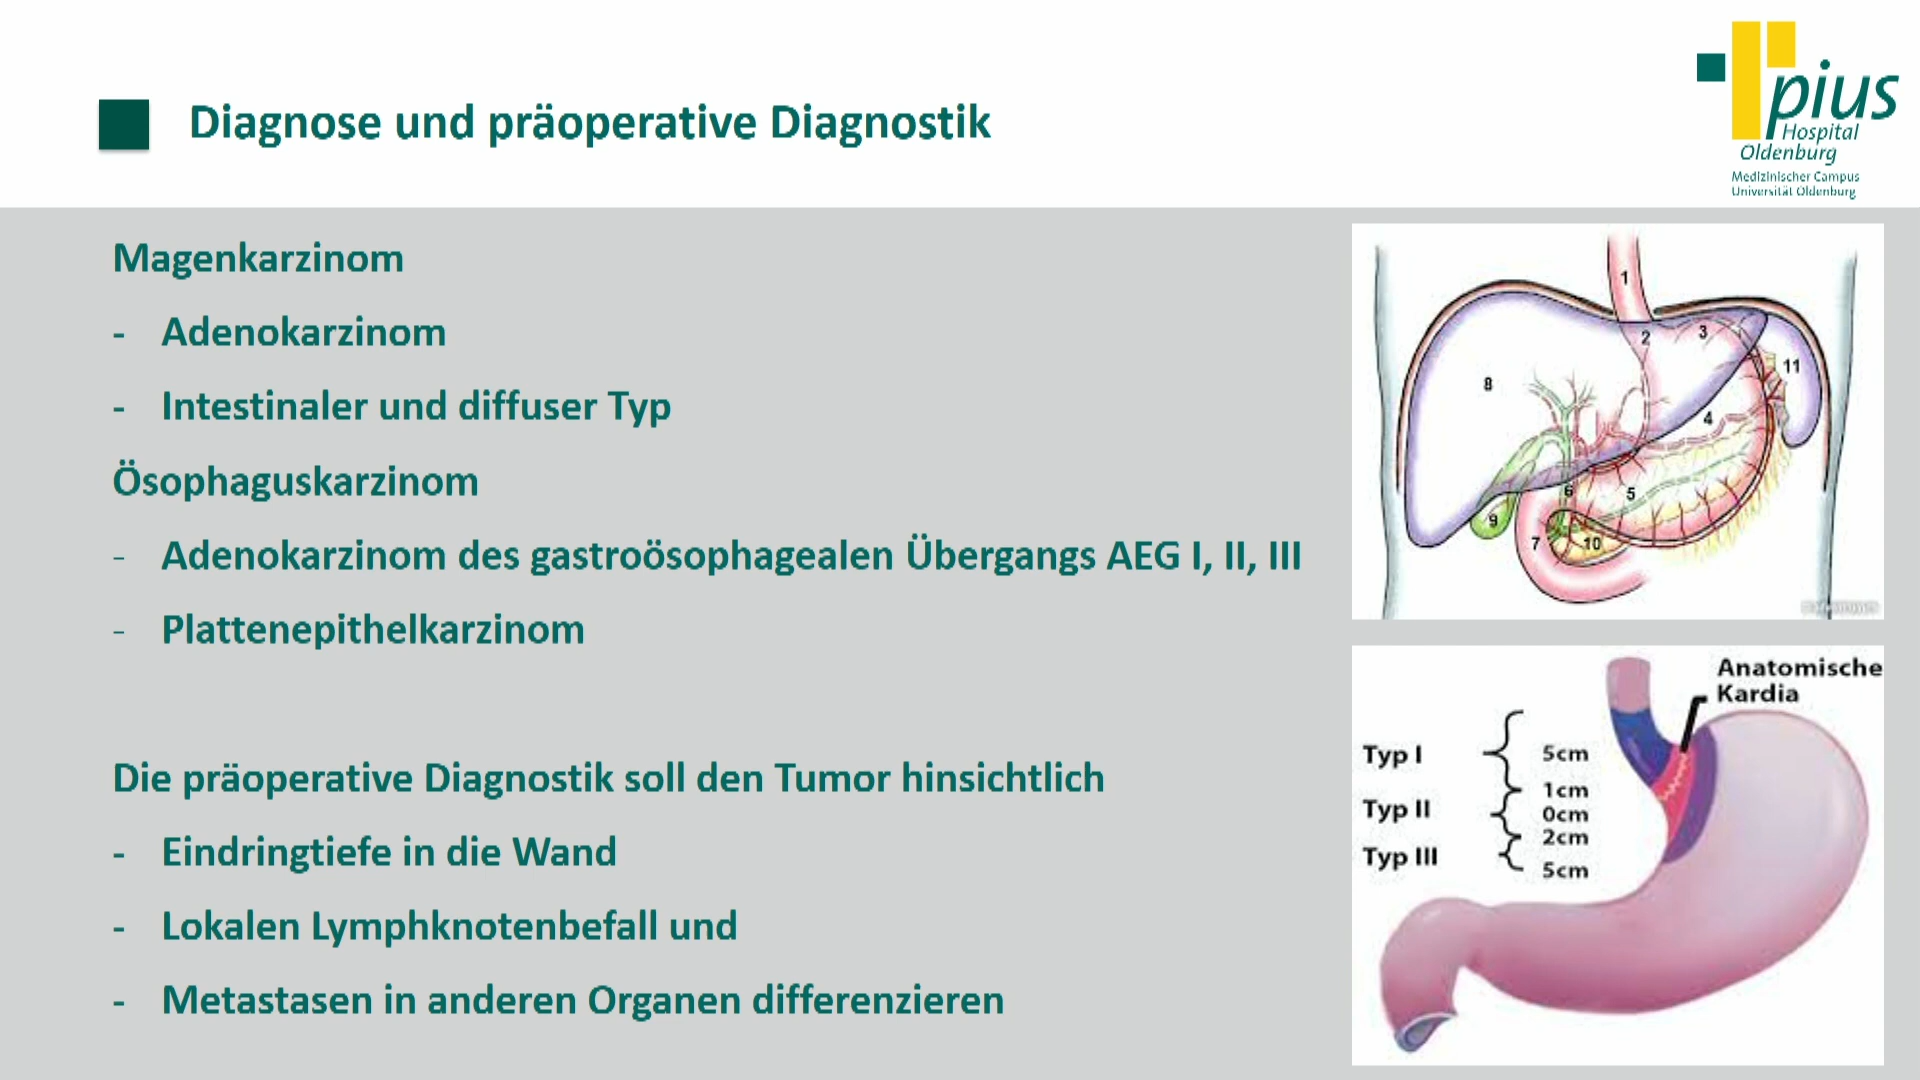 Diagnose und präoperative Diagnostik
pius
Hospital
Oldenburg
Medizinischer Campus
Universität Oldenburg
Magenkarzinom
- Adenokarzinom
- Intestinaler und diffuser Typ
Ösophaguskarzinom
- Adenokarzinom des gastroösophagealen Übergangs AEG I, II, III
- Plattenepithelkarzinom
Die präoperative Diagnostik soll den Tumor hinsichtlich
- Eindringtiefe in die Wand
- Lokalen Lymphknotenbefall und
- Metastasen in anderen Organen differenzieren
1
2
3
11
8
4
6
5
9
7
10
Anatomische
Kardia
Typ I
5cm
1cm
Typ II
0cm
2cm
Typ III
5cm